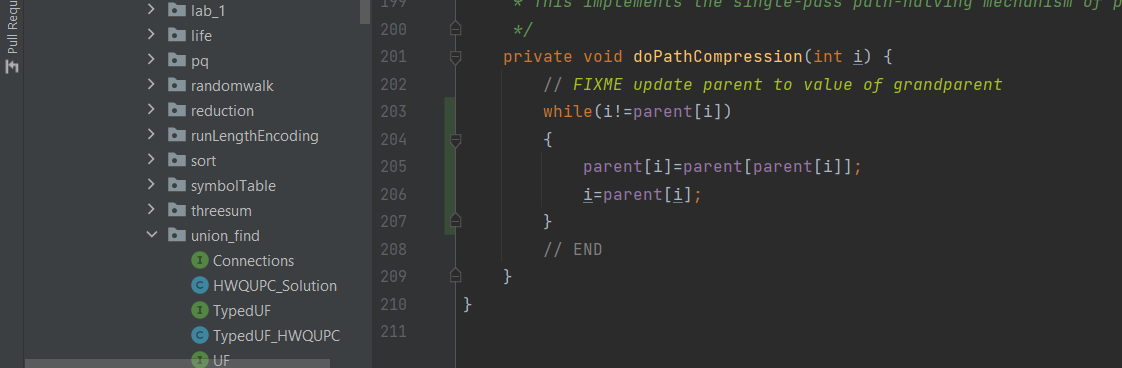 Pull Requ
lab_1
life
pq
randomwalk
reduction
runLengthEncoding
sort
symbolTable
threesum
union_find
Connections
HWQUPC_Solution
TypedUF
TypedUF_HWQUPC
UF
199 * This implements the single-pass path-halving mechanism of p
200 */
201 private void doPathCompression(int i) {
202 // FIXME update parent to value of grandparent
203 while(i!=parent[i])
204 {
205 parent[i]=parent[parent[i]];
206 i=parent[i];
207 }
208 // END
209 }
210 }
211